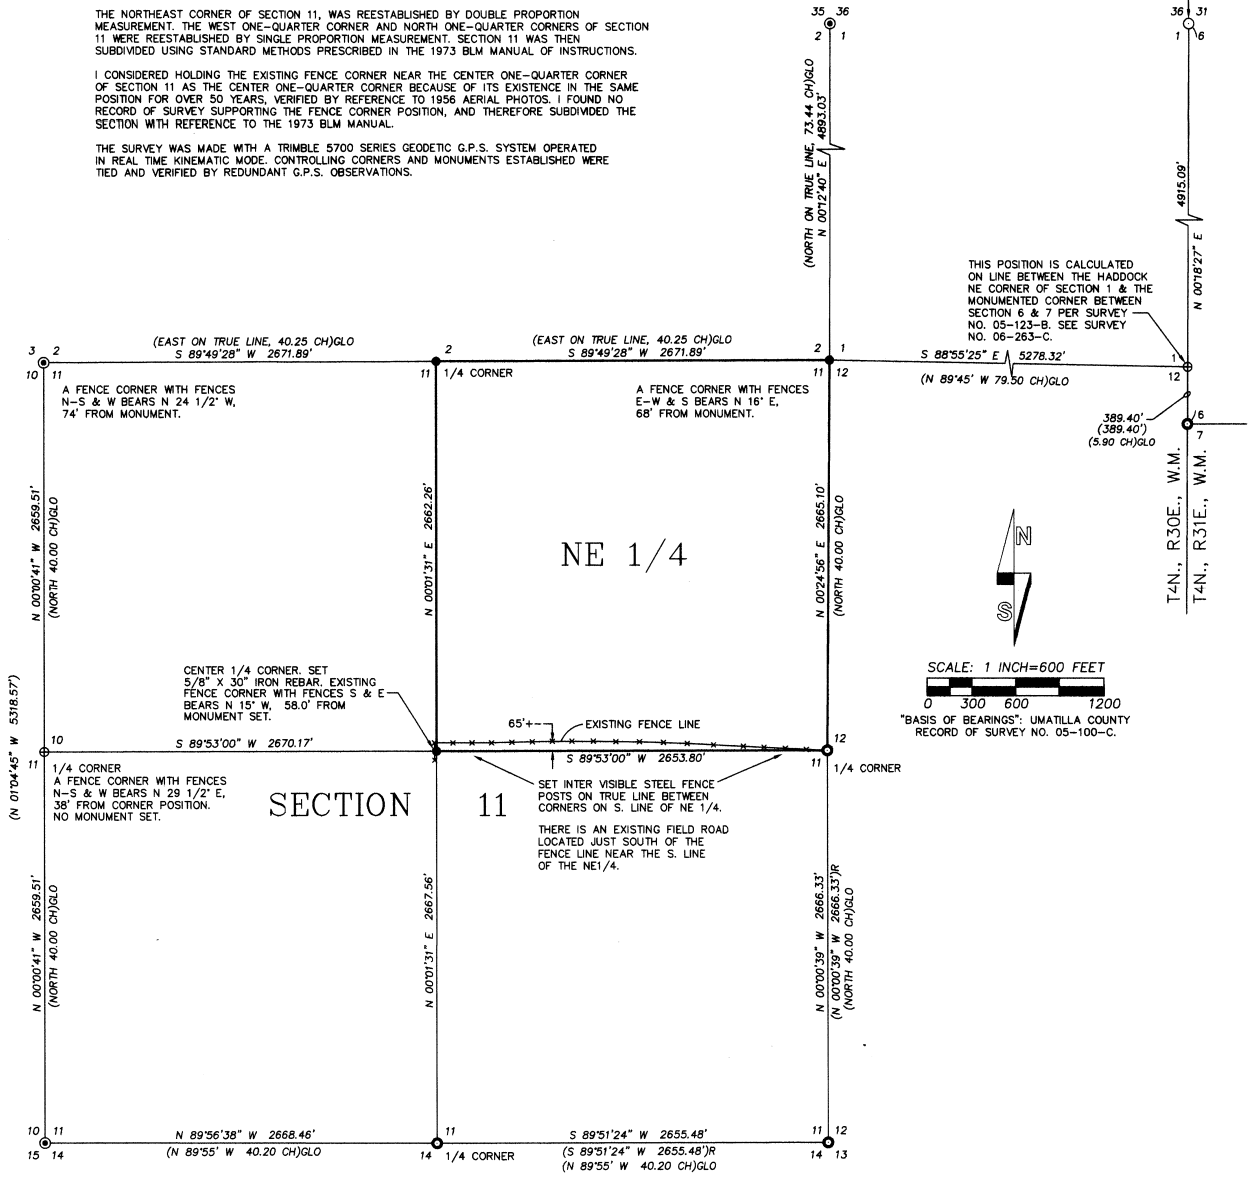 THE NORTHEAST CORNER OF SECTION 11, WAS REESTABLISHED BY DOUBLE PROPORTION
MEASUREMENT. THE WEST ONE-QUARTER CORNER AND NORTH ONE-QUARTER CORNERS OF SECTION
11 WERE REESTABLISHED BY SINGLE PROPORTION MEASUREMENT. SECTION 11 WAS THEN
SUBDIVIDED USING STANDARD METHODS PRESCRIBED IN THE 1973 BLM MANUAL OF INSTRUCTIONS.
I CONSIDERED HOLDING THE EXISTING FENCE CORNER NEAR THE CENTER ONE-QUARTER CORNER
OF SECTION 11 AS THE CENTER ONE-QUARTER CORNER BECAUSE OF ITS EXISTENCE IN THE SAME
POSITION FOR OVER 50 YEARS, VERIFIED BY REFERENCE TO 1956 AERIAL PHOTOS. I FOUND NO
RECORD OF SURVEY SUPPORTING THE FENCE CORNER POSITION, AND THEREFORE SUBDIVIDED THE
SECTION WITH REFERENCE TO THE 1973 BLM MANUAL.
THE SURVEY WAS MADE WITH A TRIMBLE 5700 SERIES GEODETIC G.P.S. SYSTEM OPERATED
IN REAL TIME KINEMATIC MODE. CONTROLLING CORNERS AND MONUMENTS ESTABLISHED WERE
TIED AND VERIFIED BY REDUNDANT G.P.S. OBSERVATIONS.
35 36
2 1
36 31
1 6
(NORTH ON TRUE LINE, 73.44 CH)GLO
N 00°12'40" E 4893.03'
4915.09'
N 00°18'27" E
THIS POSITION IS CALCULATED
ON LINE BETWEEN THE HADDOCK
NE CORNER OF SECTION 1 & THE
MONUMENTED CORNER BETWEEN
SECTION 6 & 7 PER SURVEY
NO. 05-123-B. SEE SURVEY
NO. 06-263-C.
3 2
10 11
(EAST ON TRUE LINE, 40.25 CH)GLO
S 89°49'28" W 2671.89'
2
11 1/4 CORNER
(EAST ON TRUE LINE, 40.25 CH)GLO
S 89°49'28" W 2671.89'
2 1
11 12
S 88°55'25" E 5278.32'
(N 89°45' W 79.50 CH)GLO
1
12
389.40'
(389.40')
(5.90 CH)GLO
6
7
T4N., R30E., W.M.
T4N., R31E., W.M.
A FENCE CORNER WITH FENCES
N-S & W BEARS N 24 1/2° W,
74' FROM MONUMENT.
A FENCE CORNER WITH FENCES
E-W & S BEARS N 16° E,
68' FROM MONUMENT.
N 00°00'41" W 2659.51'
(NORTH 40.00 CH)GLO
N 00°01'31" E 2662.26'
NE 1/4
N 00°24'56" E 2665.10'
(NORTH 40.00 CH)GLO
N
S
SCALE: 1 INCH=600 FEET
0 300 600 1200
"BASIS OF BEARINGS": UMATILLA COUNTY
RECORD OF SURVEY NO. 05-100-C.
CENTER 1/4 CORNER. SET
5/8" X 30" IRON REBAR. EXISTING
FENCE CORNER WITH FENCES S & E
BEARS N 15° W, 58.0' FROM
MONUMENT SET.
(N 01°04'45" W 5318.57')
65'+-
EXISTING FENCE LINE
10
11 1/4 CORNER
S 89°53'00" W 2670.17'
S 89°53'00" W 2653.80'
12
11 1/4 CORNER
A FENCE CORNER WITH FENCES
N-S & W BEARS N 29 1/2° E,
38' FROM CORNER POSITION.
NO MONUMENT SET.
SECTION 11
SET INTER VISIBLE STEEL FENCE
POSTS ON TRUE LINE BETWEEN
CORNERS ON S. LINE OF NE 1/4.
THERE IS AN EXISTING FIELD ROAD
LOCATED JUST SOUTH OF THE
FENCE LINE NEAR THE S. LINE
OF THE NE1/4.
N 00°00'41" W 2659.51'
(NORTH 40.00 CH)GLO
N 00°01'31" E 2667.56'
N 00°00'39" W 2666.33'
(N 00°00'39" W 2666.33')R
(NORTH 40.00 CH)GLO
10 11
15 14
N 89°56'38" W 2668.46'
(N 89°55' W 40.20 CH)GLO
11
14 1/4 CORNER
S 89°51'24" W 2655.48'
(S 89°51'24" W 2655.48')R
(N 89°55' W 40.20 CH)GLO
11 12
14 13